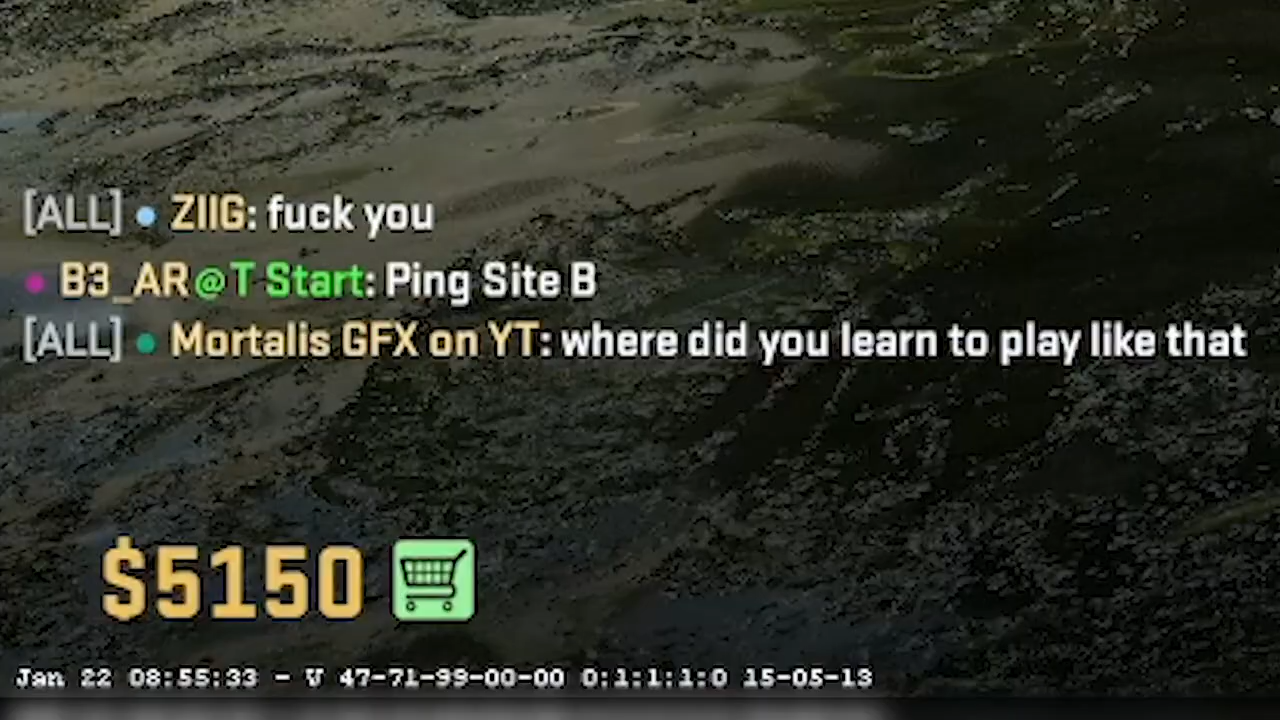 [ALL] ● ZIIG: fuck you
● B3_AR@T Start: Ping Site B
[ALL] ● Mortalis GFX on YT: where did you learn to play like that
$5150
Jan 22 08:55:33 - V 47-71-99-00-00 0:1:1:1:0 15-05-13